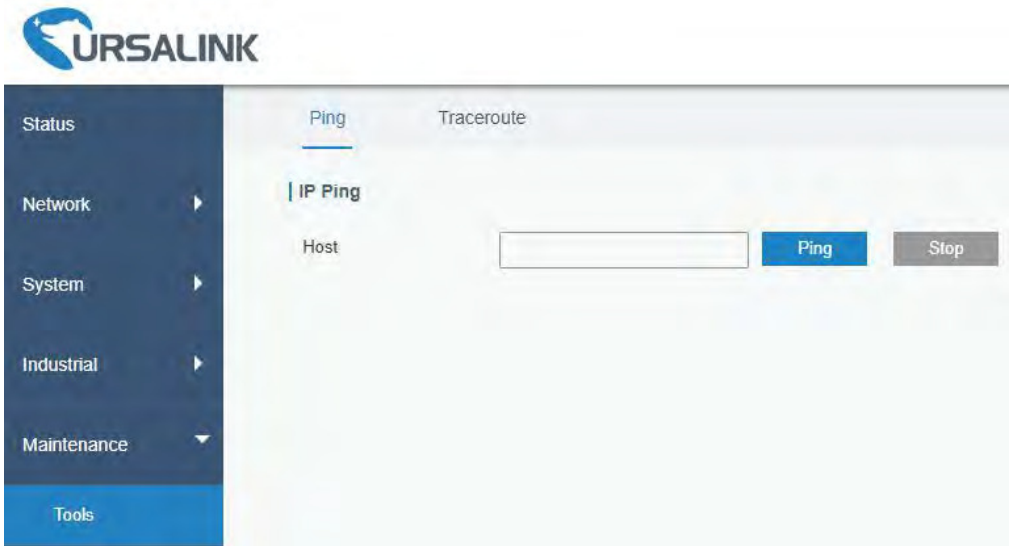 URSALINK
Status
Ping Traceroute
Network
IP Ping
Host Ping Stop
System
Industrial
Maintenance
Tools